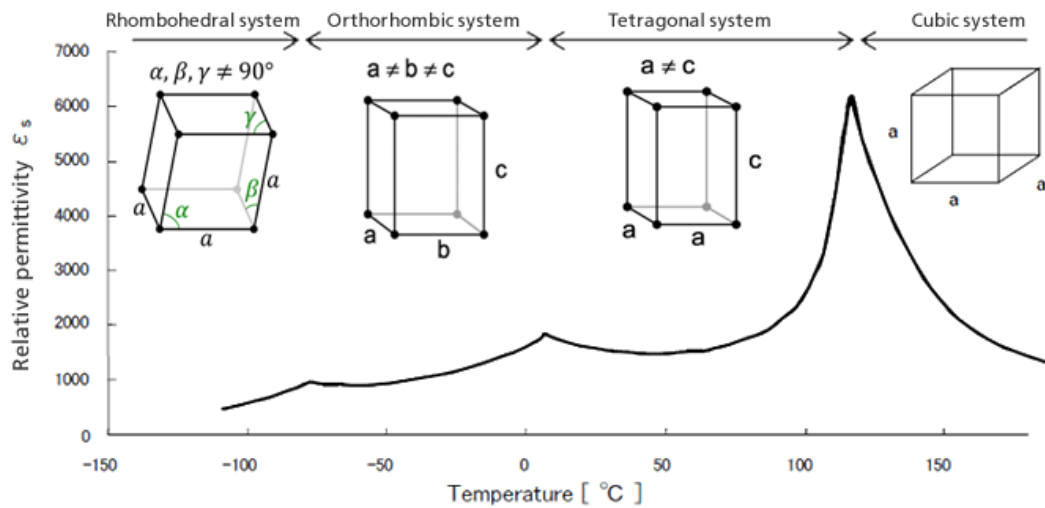 Rhombohedral system
Orthorhombic system
Tetragonal system
Cubic system
7000
6000
5000
4000
3000
2000
1000
0
Relative permittivity ε s
α, β, γ ≠ 90°
γ
β
α
a
a
a
a ≠ b ≠ c
c
a
b
a ≠ c
c
a
a
a
a
a
−150
−100
−50
0
50
100
150
Temperature [ °C ]